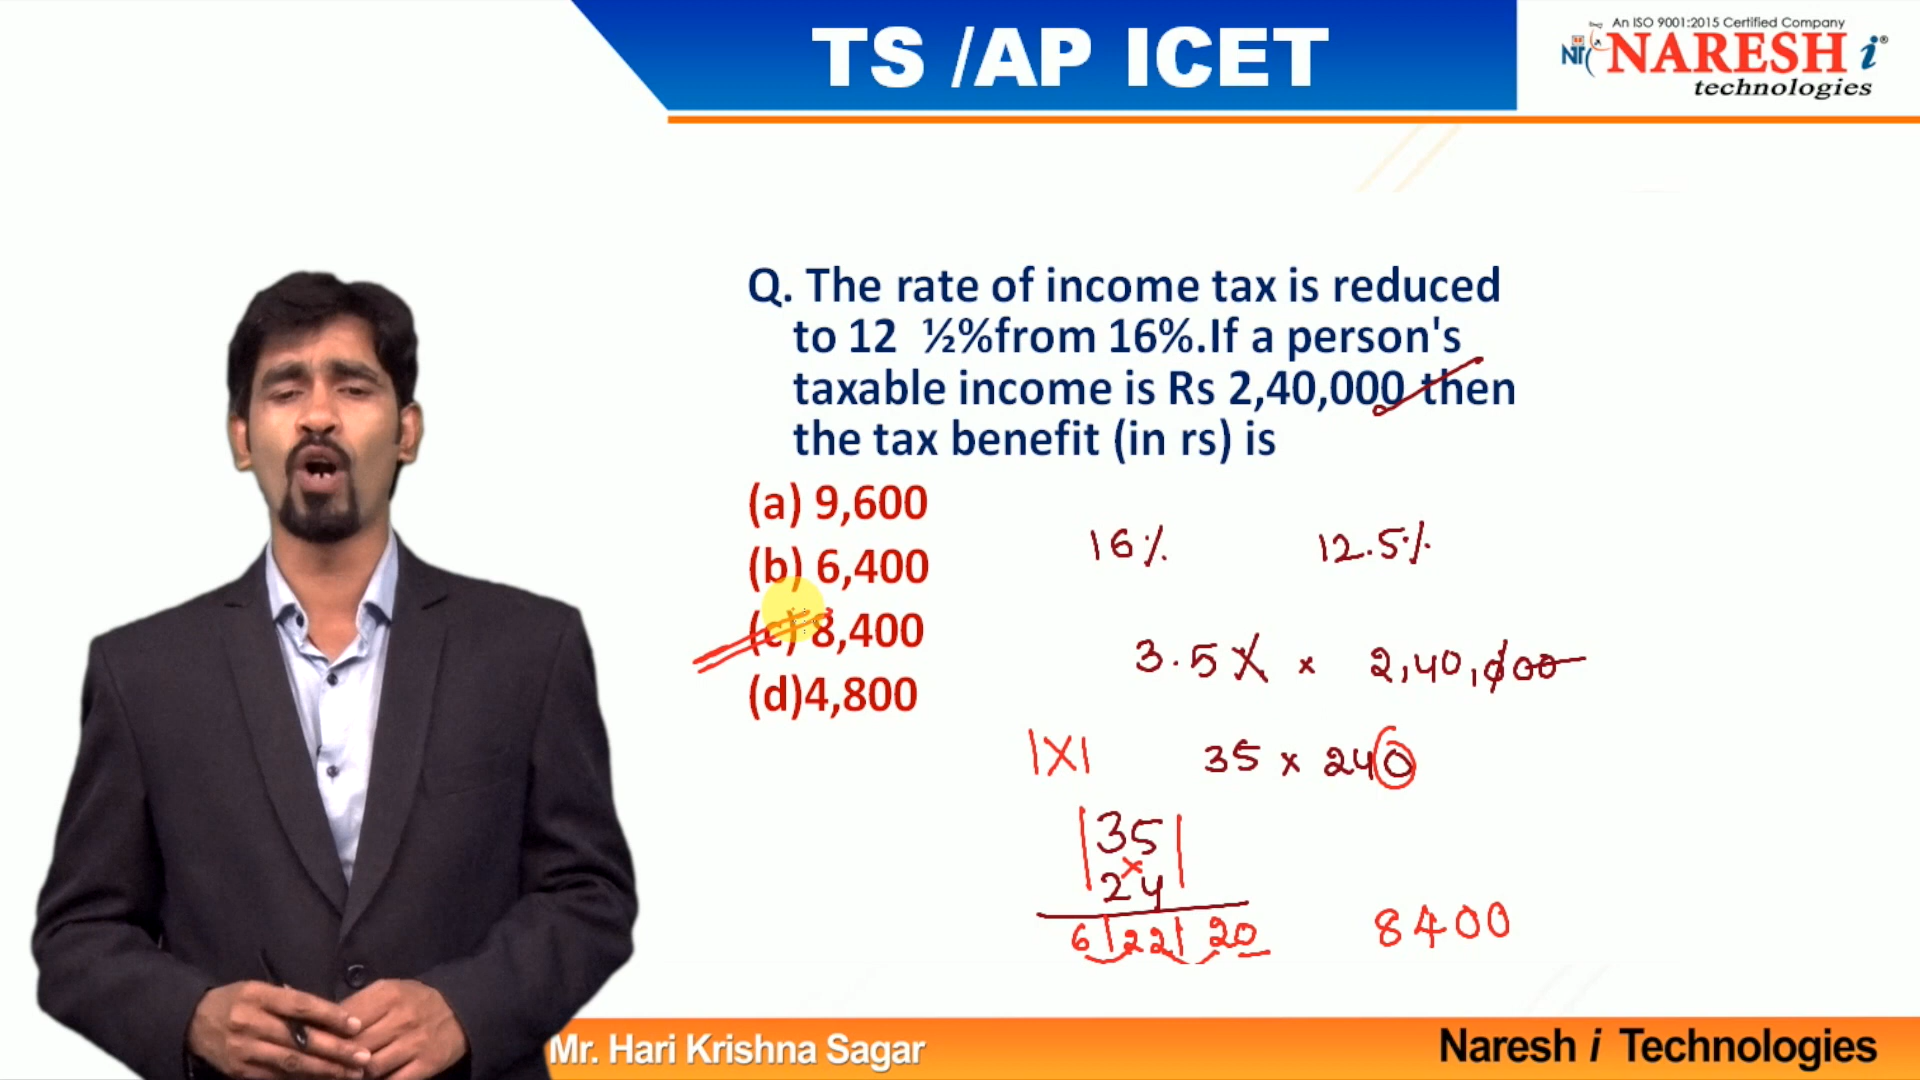 TS /AP ICET
An ISO 9001:2015 Certified Company
NT NARESH i®
technologies
Q. The rate of income tax is reduced
to 12 ½%from 16%.If a person's
taxable income is Rs 2,40,000 then
the tax benefit (in rs) is
(a) 9,600
(b) 6,400
(c) 8,400
(d)4,800
16% 12.5%
3.5% × 2,40,000
|X| 35 × 240
35
×
24
6|22|20 8400
Mr. Hari Krishna Sagar
Naresh i Technologies